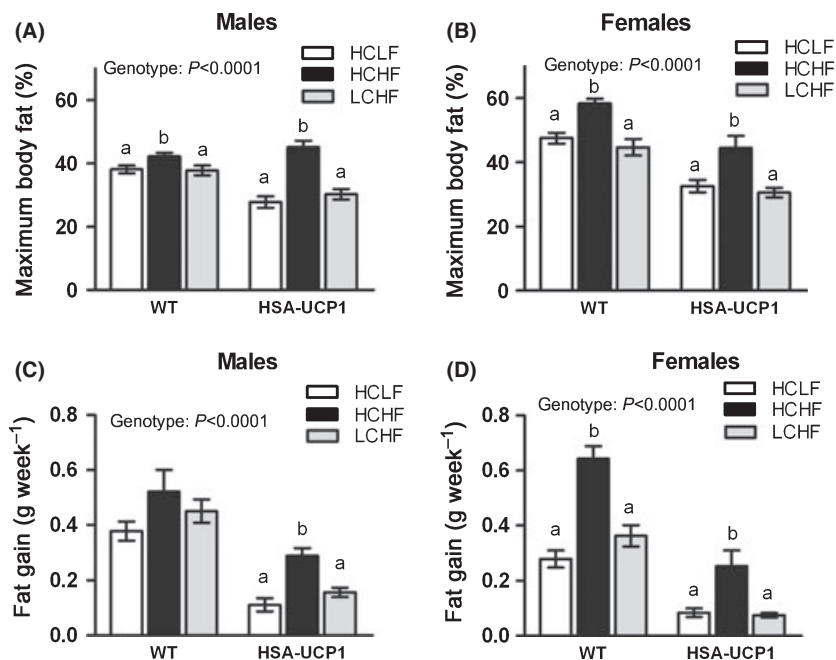 (A)
Males
Genotype: P<0.0001
HCLF
HCHF
LCHF
Maximum body fat (%)
60
40
20
0
a
b
a
a
b
a
WT
HSA-UCP1
(B)
Females
Genotype: P<0.0001
HCLF
HCHF
LCHF
Maximum body fat (%)
80
60
40
20
0
a
b
a
a
b
a
WT
HSA-UCP1
(C)
Males
Genotype: P<0.0001
HCLF
HCHF
LCHF
Fat gain (g week⁻¹)
0.8
0.6
0.4
0.2
0.0
a
b
a
WT
HSA-UCP1
(D)
Females
Genotype: P<0.0001
HCLF
HCHF
LCHF
Fat gain (g week⁻¹)
0.8
0.6
0.4
0.2
0.0
a
b
a
a
b
a
WT
HSA-UCP1